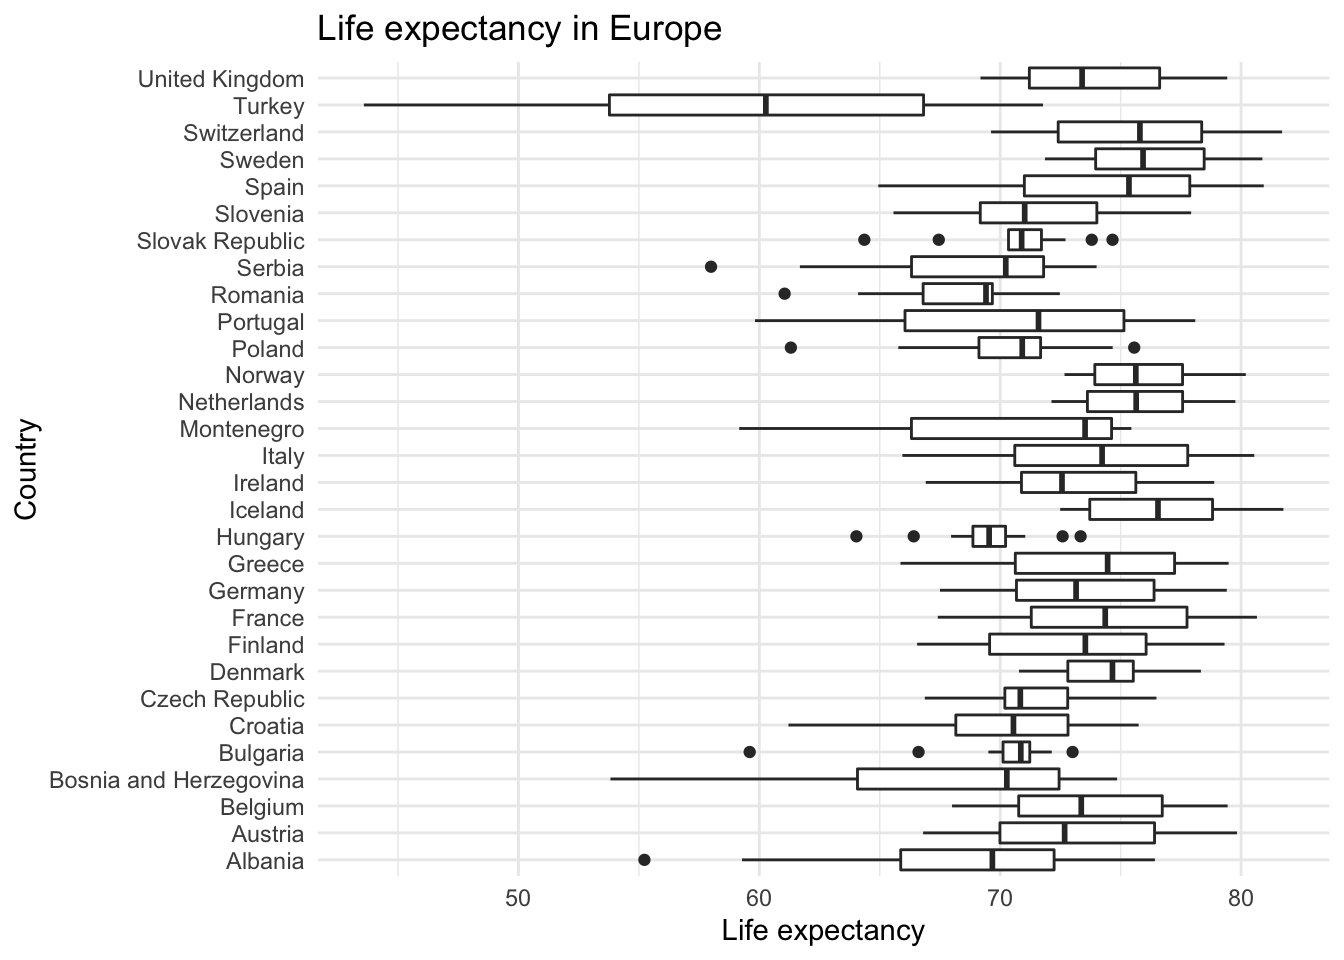 Life expectancy in Europe
United Kingdom
Turkey
Switzerland
Sweden
Spain
Slovenia
Slovak Republic
Serbia
Romania
Portugal
Poland
Norway
Netherlands
Montenegro
Italy
Ireland
Iceland
Hungary
Greece
Germany
France
Finland
Denmark
Czech Republic
Croatia
Bulgaria
Bosnia and Herzegovina
Belgium
Austria
Albania
Country
50 60 70 80
Life expectancy